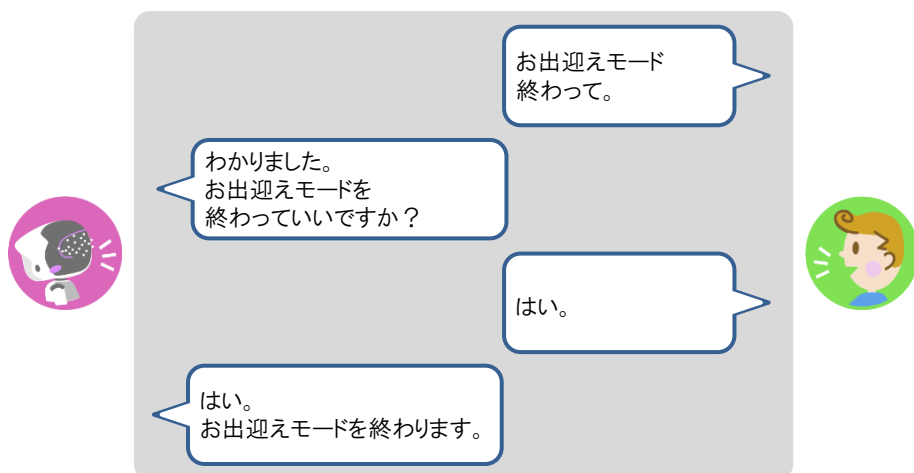 お出迎えモード
終わって。
わかりました。
お出迎えモードを
終わっていいですか？
はい。
はい。
お出迎えモードを終わります。